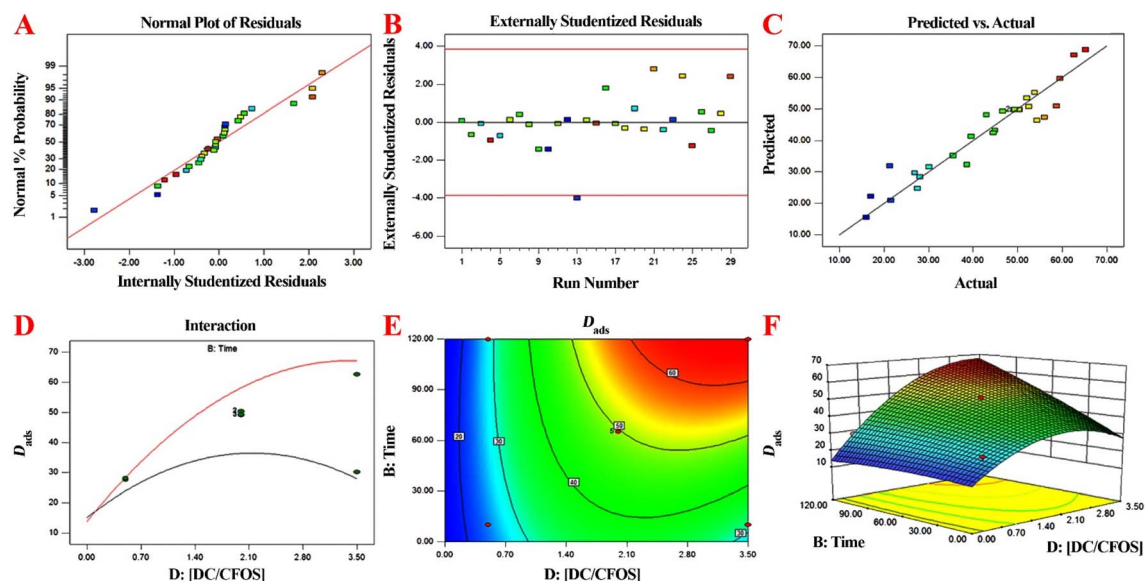 A
Normal Plot of Residuals
Normal % Probability
99
95
90
80
70
50
30
20
10
5
1
-3.00 -2.00 -1.00 0.00 1.00 2.00 3.00
Internally Studentized Residuals
B
Externally Studentized Residuals
Externally Studentized Residuals
4.00
2.00
0.00
-2.00
-4.00
-6.00
1 5 9 13 17 21 25 29
Run Number
C
Predicted vs. Actual
Predicted
70.00
60.00
50.00
40.00
30.00
20.00
10.00
10.00 20.00 30.00 40.00 50.00 60.00 70.00
Actual
D
Interaction
B: Time
Dads
70
60
50
40
30
20
10
2
3
0.00 0.70 1.40 2.10 2.80 3.50
D: [DC/CFOS]
E
Dads
B: Time
120.00
90.00
60.00
30.00
0.00
20
30
40
5
50
60
30
0.00 0.70 1.40 2.10 2.80 3.50
D: [DC/CFOS]
F
Dads
70
60
50
40
30
20
10
120.00
90.00
60.00
30.00
0.00
0.00
0.70
1.40
2.10
2.80
3.50
B: Time
D: [DC/CFOS]